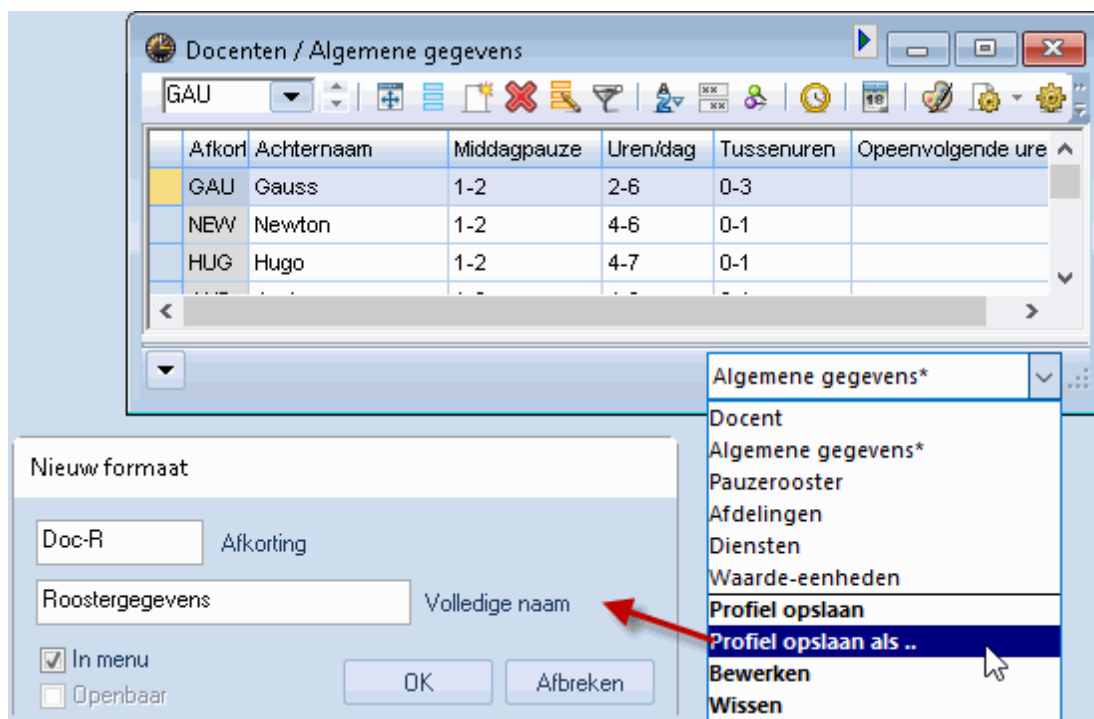 Docenten / Algemene gegevens
GAU
Afkort Achternaam Middagpauze Uren/dag Tussenuren Opeenvolgende ure
GAU Gauss 1-2 2-6 0-3
NEW Newton 1-2 4-6 0-1
HUG Hugo 1-2 4-7 0-1
Algemene gegevens*
Docent
Algemene gegevens*
Pauzerooster
Afdelingen
Diensten
Waarde-eenheden
Profiel opslaan
Profiel opslaan als ..
Bewerken
Wissen
Nieuw formaat
Doc-R Afkorting
Roostergegevens Volledige naam
In menu
Openbaar
OK Afbreken